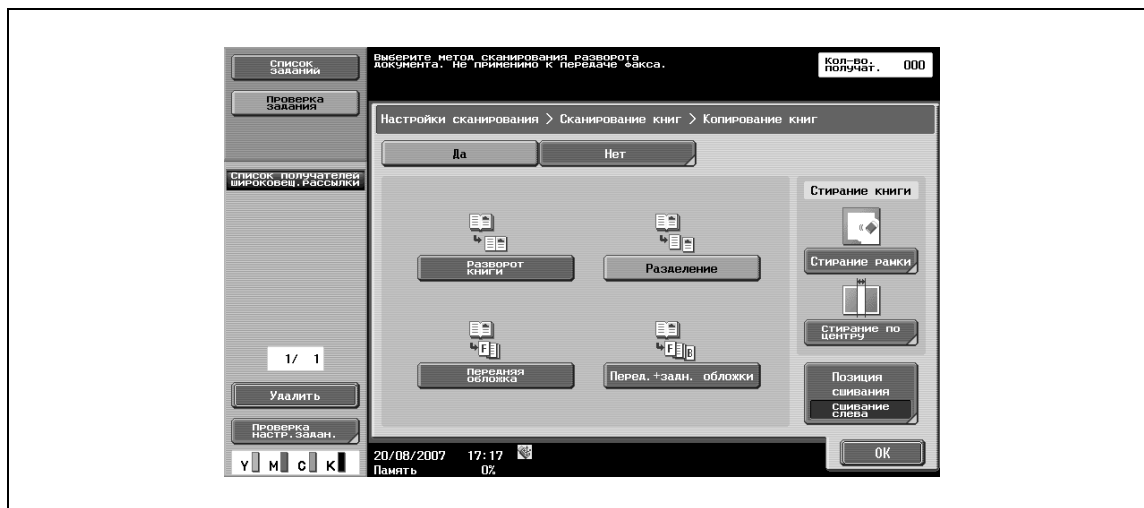 Список
заданий
Проверка
задания
Список получателей
широковещ.рассылки
1/ 1
Удалить
Проверка
настр.задан.
Y M C K
Выберите метод сканирования разворота
документа. Не применимо к передаче факса.
Кол-во.
получат. 000
Настройки сканирования > Сканирование книг > Копирование книг
Да Нет
Разворот
книги
Разделение
F
Передняя
обложка
F B
Перед.+задн. обложки
Стирание книги
Стирание рамки
Стирание по
центру
Позиция
сшивания
Сшивание
слева
20/08/2007 17:17
Память 0%
OK